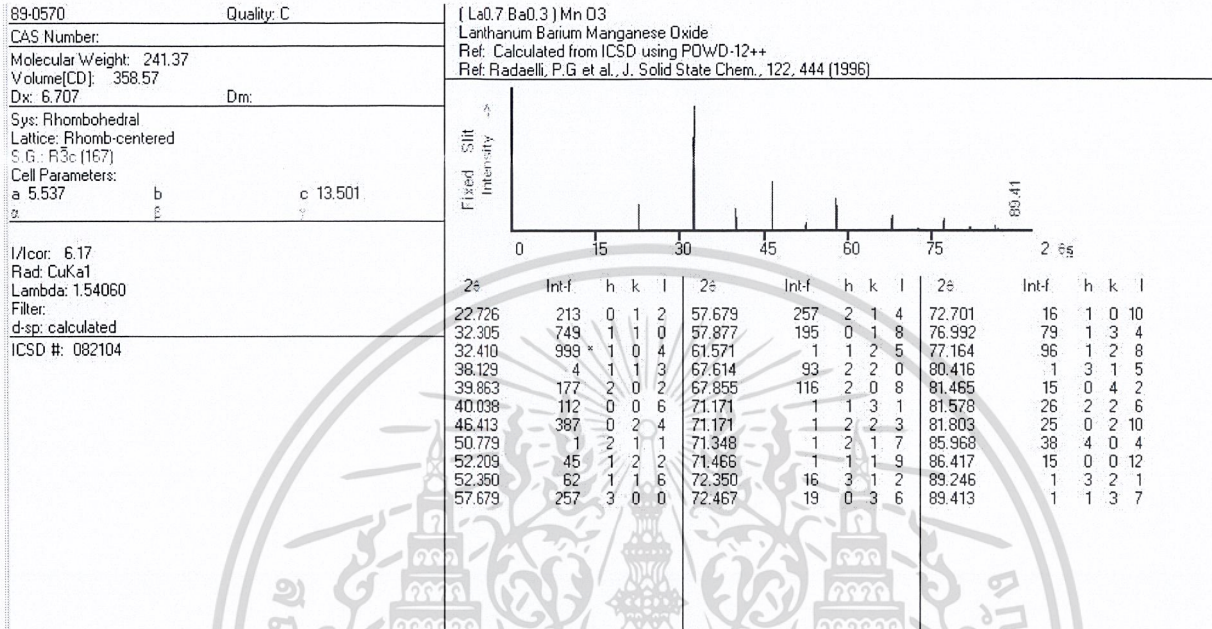 89-0570 Quality: C
CAS Number:
Molecular Weight: 241.37
Volume[CD]: 358.57
Dx: 6.707 Dm:
Sys: Rhombohedral
Lattice: Rhomb-centered
S.G.: R3̅c (167)
Cell Parameters:
a 5.537 b c 13.501
α β γ
I/Icor: 6.17
Rad: CuKa1
Lambda: 1.54060
Filter:
d-sp: calculated
ICSD #: 082104
( La0.7 Ba0.3 ) Mn O3
Lanthanum Barium Manganese Oxide
Ref: Calculated from ICSD using POWD-12++
Ref: Radaelli, P.G et al., J. Solid State Chem., 122, 444 (1996)
Fixed Slit
Intensity ->
89.41
0 15 30 45 60 75 2
Int-f h k l 2θ Int-f h k l 2θ Int-f h k l
22.726 213 0 1 2 57.679 257 2 1 4 72.701 16 1 0 10
32.305 749 1 1 0 57.877 195 0 1 8 76.992 79 1 3 4
32.410 999 * 1 0 4 61.571 1 1 2 5 77.164 96 1 2 8
38.129 4 1 1 3 67.614 93 2 2 0 80.416 1 3 1 5
39.863 177 2 0 2 67.855 116 2 0 8 81.465 15 0 4 2
40.038 112 0 0 6 71.171 1 1 3 1 81.578 26 2 2 6
46.413 387 0 2 4 71.171 1 2 2 3 81.803 25 0 2 10
50.779 1 2 1 1 71.348 1 2 1 7 85.968 38 4 0 4
52.209 45 1 2 2 71.466 1 1 1 9 86.417 15 0 0 12
52.350 62 1 1 6 72.350 16 3 1 2 89.246 1 3 2 1
57.679 257 3 0 0 72.467 19 0 3 6 89.413 1 1 3 7